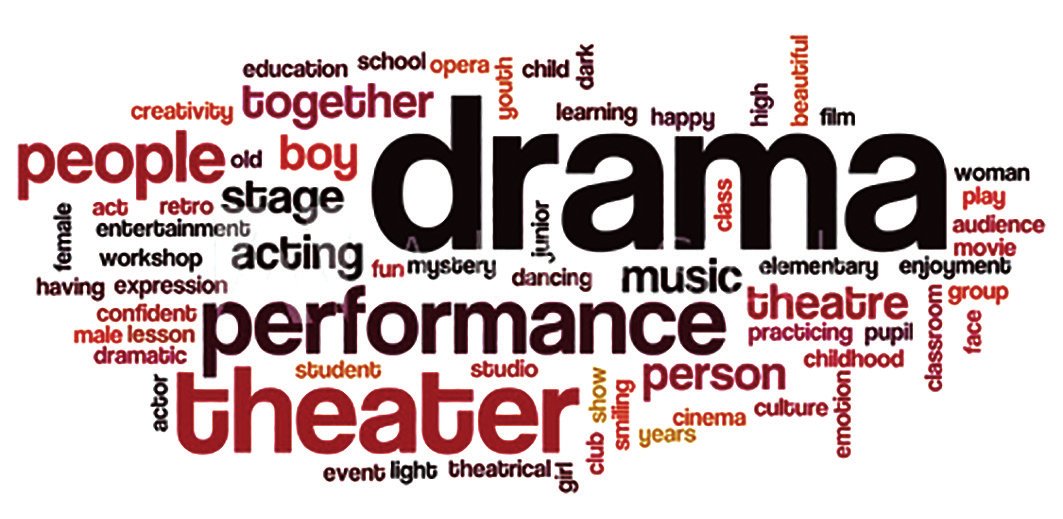 education
school
opera
youth
child
dark
creativity
together
learning
happy
high
beautiful
film
people
old
boy
drama
class
woman
play
female
act
retro
stage
audience
entertainment
junior
movie
workshop
acting
fun
mystery
dancing
music
elementary
enjoyment
having
expression
performance
theatre
classroom
group
confident
male
lesson
practicing
pupil
face
dramatic
student
studio
childhood
actor
theater
show
smiling
person
emotion
cinema
culture
years
club
event
light
theatrical
girl